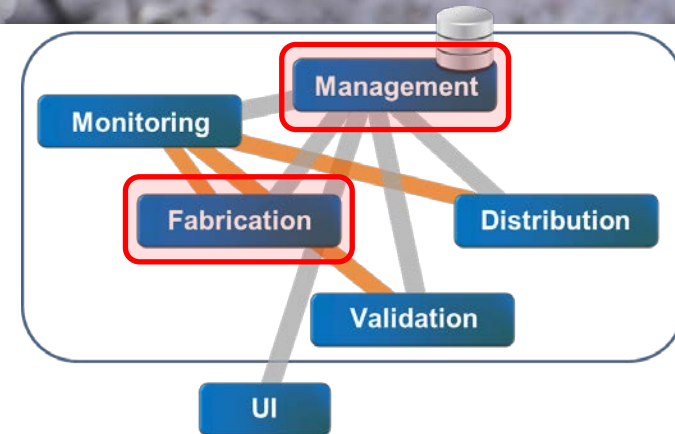 Management
Monitoring
Fabrication
Distribution
Validation
UI